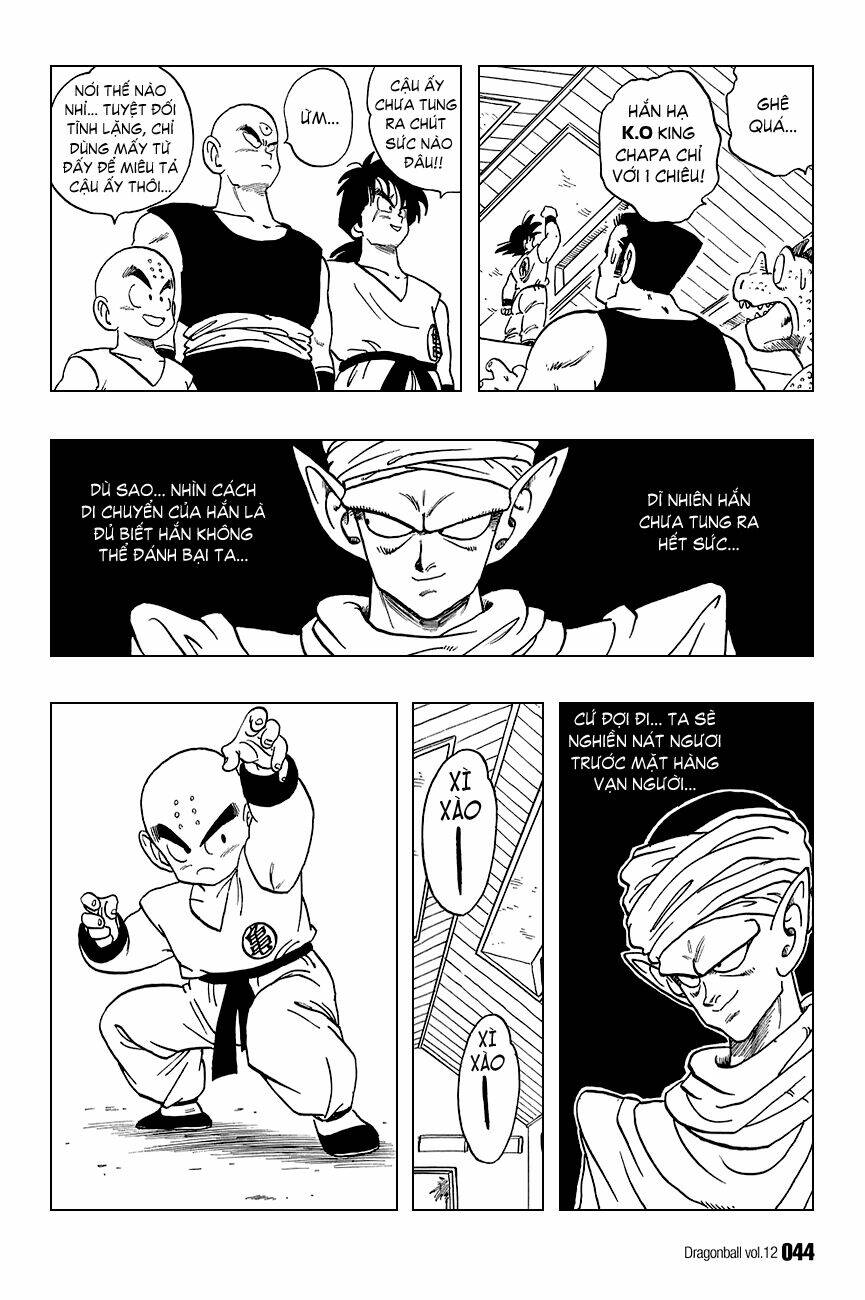 GHÊ
QUÁ...
HẮN HẠ
K.O KING
CHAPA CHỈ
VỚI 1 CHIÊU!
CẬU ẤY
CHƯA TUNG
RA CHÚT
SỨC NÀO
ĐÂU!!
ỪM...
NÓI THẾ NÀO
NHỈ... TUYỆT ĐỐI
TĨNH LẶNG, CHỈ
DÙNG MẤY TỪ
ĐẤY ĐỂ MIÊU TẢ
CẬU ẤY THÔI...
DĨ NHIÊN HẮN
CHƯA TUNG RA
HẾT SỨC...
DÙ SAO... NHÌN CÁCH
DI CHUYỂN CỦA HẮN LÀ
ĐỦ BIẾT HẮN KHÔNG
THỂ ĐÁNH BẠI TA...
CỨ ĐỢI ĐI... TA SẼ
NGHIỀN NÁT NGƯƠI
TRƯỚC MẶT HÀNG
VẠN NGƯỜI...
XÌ
XÀO
XÌ
XÀO
亀
Dragonball vol.12 044